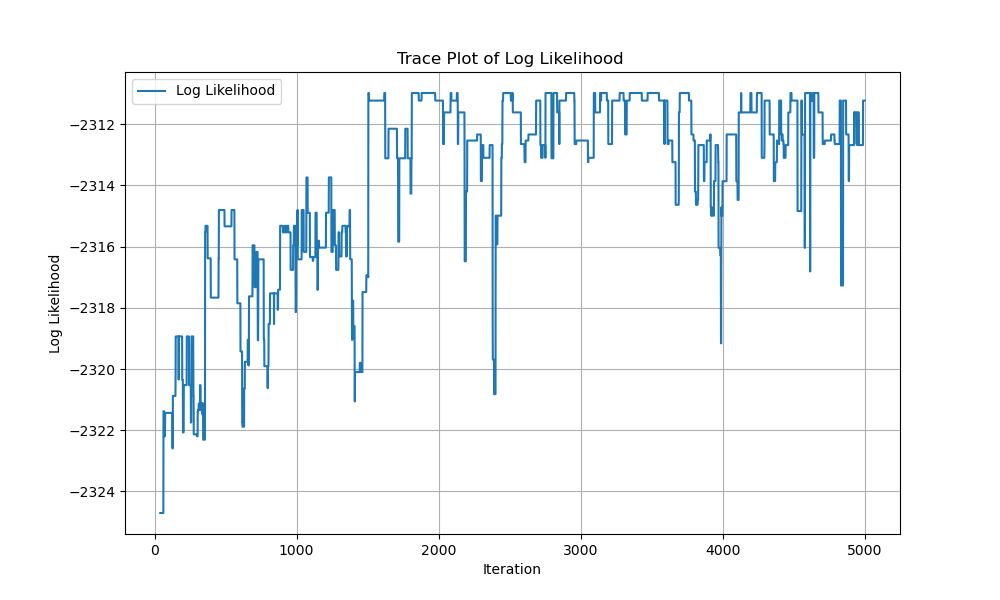 Trace Plot of Log Likelihood
Log Likelihood
−2312
−2314
−2316
−2318
−2320
−2322
−2324
Log Likelihood
0 1000 2000 3000 4000 5000
Iteration